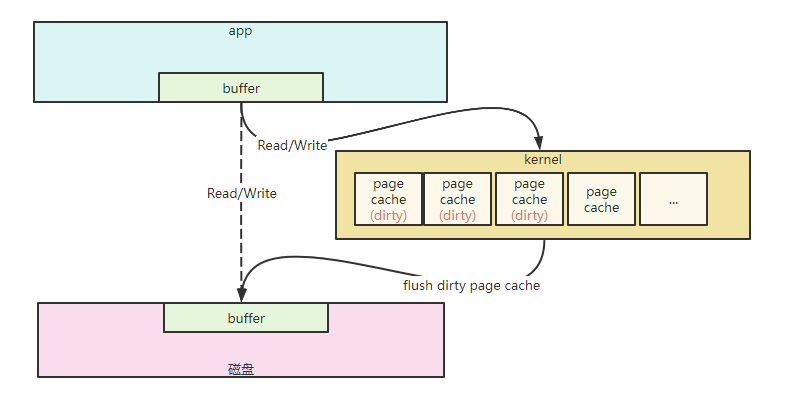 app
buffer
Read/Write
kernel
page
cache
(dirty)
page
cache
(dirty)
page
cache
(dirty)
page
cache
...
Read/Write
flush dirty page cache
buffer
磁盘